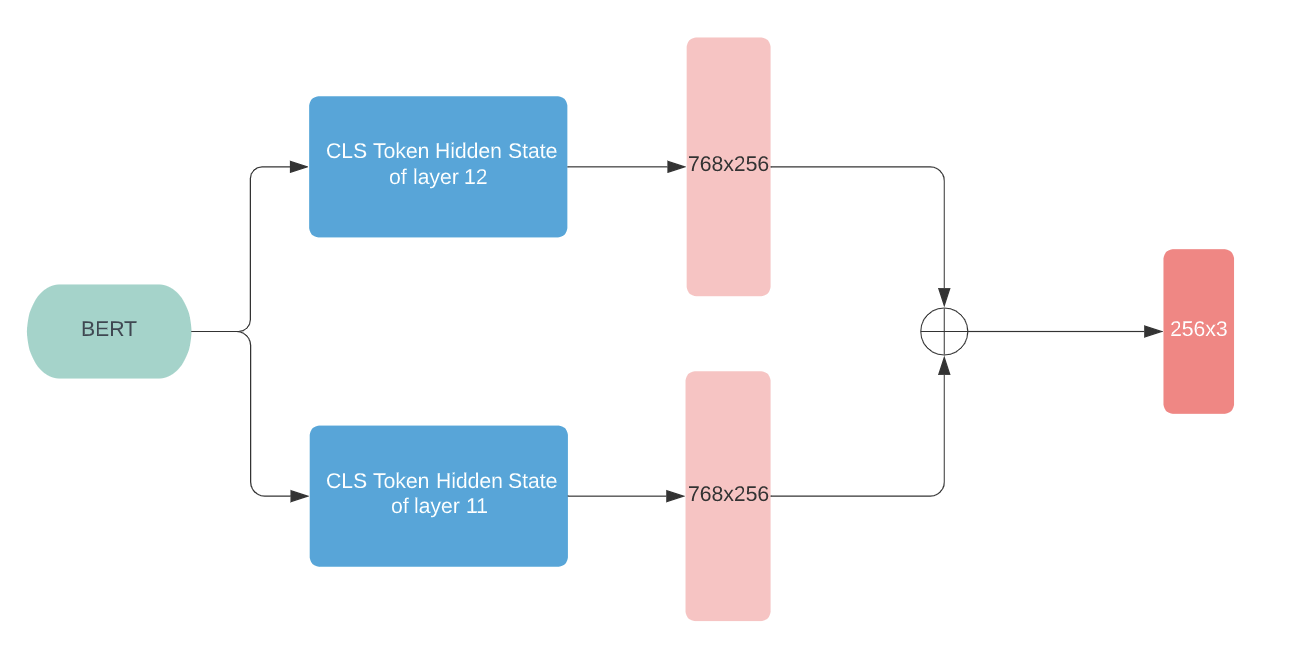 BERT
CLS Token Hidden State
of layer 12
768x256
CLS Token Hidden State
of layer 11
768x256
256x3